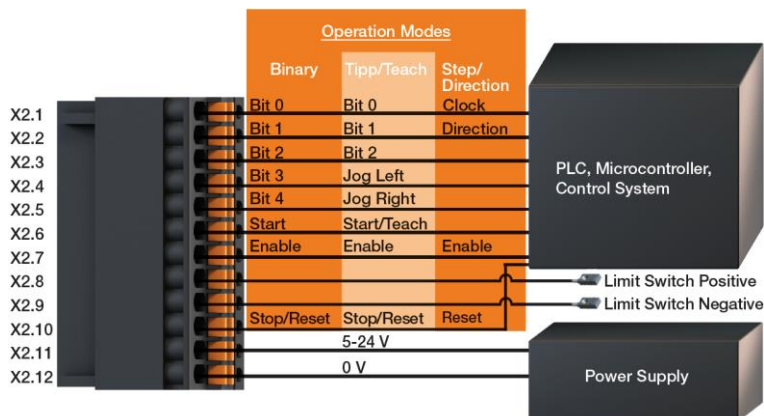 Operation Modes
Binary Tipp/Teach Step/
Direction
X2.1 Bit 0 Bit 0 Clock
X2.2 Bit 1 Bit 1 Direction
X2.3 Bit 2 Bit 2
X2.4 Bit 3 Jog Left
X2.5 Bit 4 Jog Right
X2.6 Start Start/Teach
X2.7 Enable Enable Enable
X2.8
X2.9
X2.10 Stop/Reset Stop/Reset Reset
X2.11 5-24 V
X2.12 0 V
PLC, Microcontroller,
Control System
Limit Switch Positive
Limit Switch Negative
Power Supply